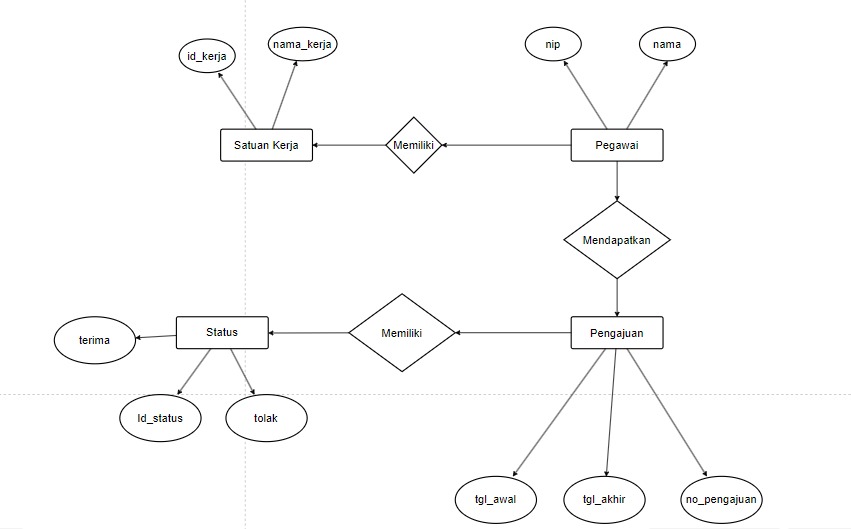 id_kerja
nama_kerja
nip
nama
Satuan Kerja
Memiliki
Pegawai
Mendapatkan
Status
Memiliki
Pengajuan
terima
Id_status
tolak
tgl_awal
tgl_akhir
no_pengajuan